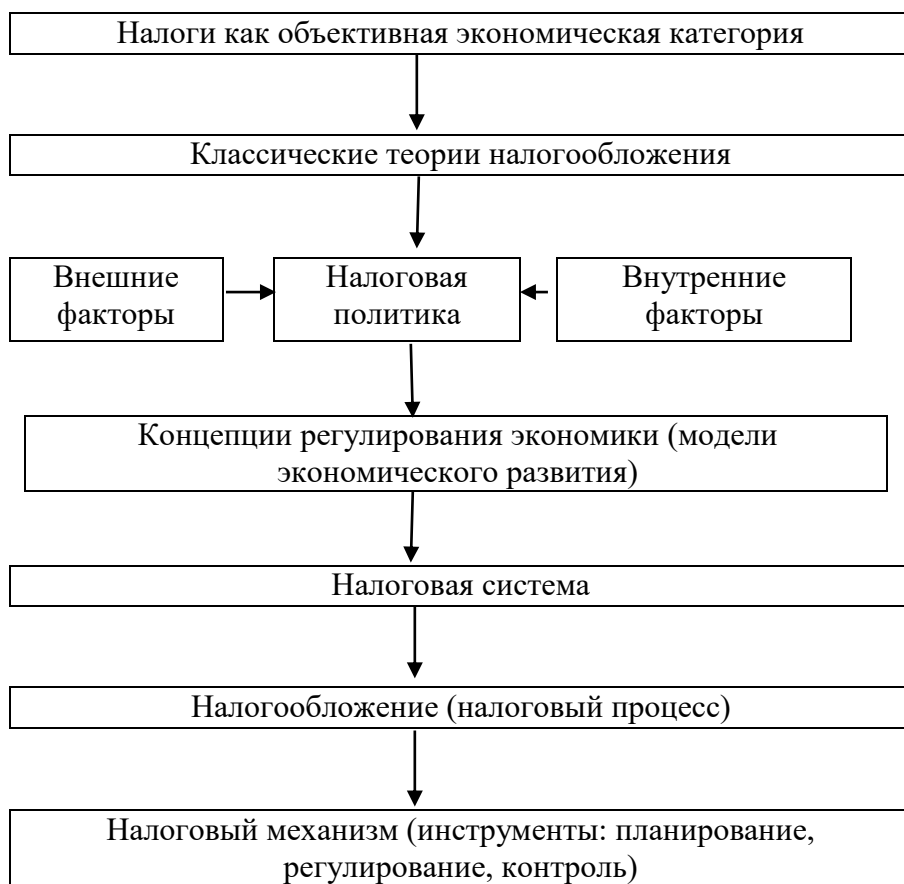 Налоги как объективная экономическая категория
Классические теории налогообложения
Внешние
факторы
Налоговая
политика
Внутренние
факторы
Концепции регулирования экономики (модели
экономического развития)
Налоговая система
Налогообложение (налоговый процесс)
Налоговый механизм (инструменты: планирование,
регулирование, контроль)